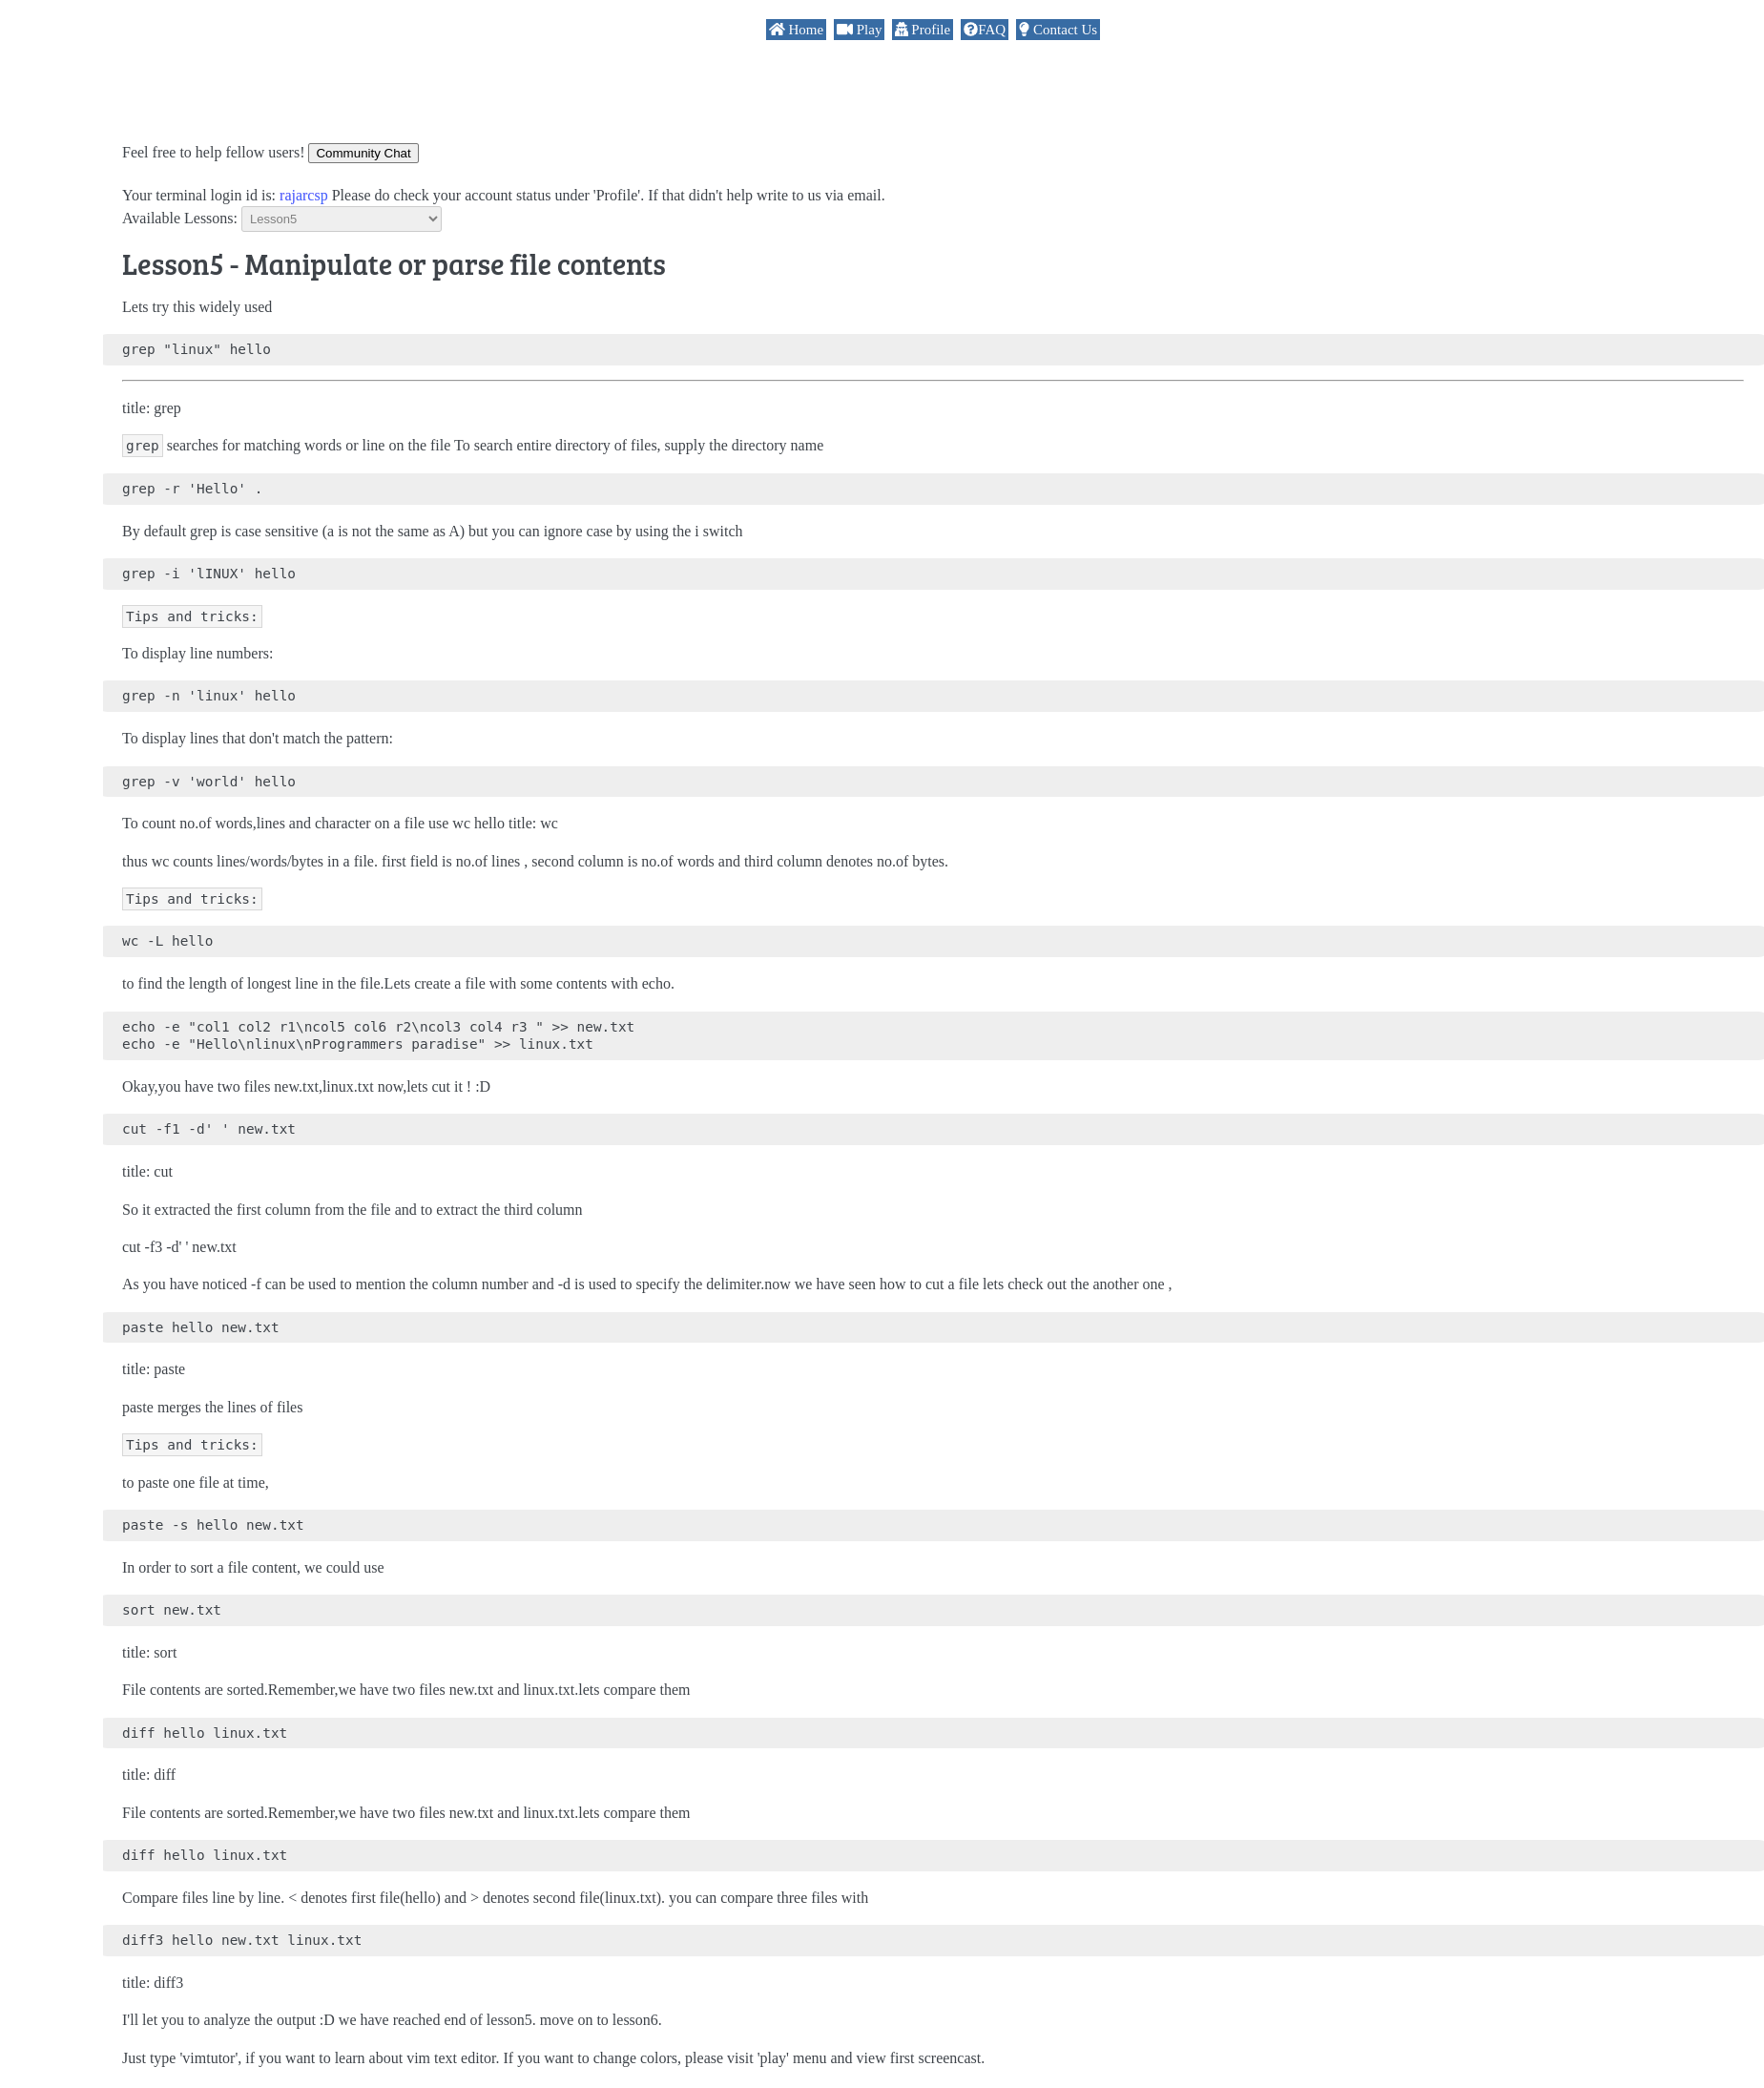 Home Play Profile FAQ Contact Us
Feel free to help fellow users! Community Chat
Your terminal login id is: rajarcsp Please do check your account status under 'Profile'. If that didn't help write to us via email.
Available Lessons: Lesson5
Lesson5 - Manipulate or parse file contents
Lets try this widely used
grep "linux" hello
title: grep
grep searches for matching words or line on the file To search entire directory of files, supply the directory name
grep -r 'Hello' .
By default grep is case sensitive (a is not the same as A) but you can ignore case by using the i switch
grep -i 'lINUX' hello
Tips and tricks:
To display line numbers:
grep -n 'linux' hello
To display lines that don't match the pattern:
grep -v 'world' hello
To count no.of words,lines and character on a file use wc hello title: wc
thus wc counts lines/words/bytes in a file. first field is no.of lines , second column is no.of words and third column denotes no.of bytes.
Tips and tricks:
wc -L hello
to find the length of longest line in the file.Lets create a file with some contents with echo.
echo -e "col1 col2 r1\ncol5 col6 r2\ncol3 col4 r3 " >> new.txt
echo -e "Hello\nlinux\nProgrammers paradise" >> linux.txt
Okay,you have two files new.txt,linux.txt now,lets cut it ! :D
cut -f1 -d' ' new.txt
title: cut
So it extracted the first column from the file and to extract the third column
cut -f3 -d' ' new.txt
As you have noticed -f can be used to mention the column number and -d is used to specify the delimiter.now we have seen how to cut a file lets check out the another one ,
paste hello new.txt
title: paste
paste merges the lines of files
Tips and tricks:
to paste one file at time,
paste -s hello new.txt
In order to sort a file content, we could use
sort new.txt
title: sort
File contents are sorted.Remember,we have two files new.txt and linux.txt.lets compare them
diff hello linux.txt
title: diff
File contents are sorted.Remember,we have two files new.txt and linux.txt.lets compare them
diff hello linux.txt
Compare files line by line. < denotes first file(hello) and > denotes second file(linux.txt). you can compare three files with
diff3 hello new.txt linux.txt
title: diff3
I'll let you to analyze the output :D we have reached end of lesson5. move on to lesson6.
Just type 'vimtutor', if you want to learn about vim text editor. If you want to change colors, please visit 'play' menu and view first screencast.